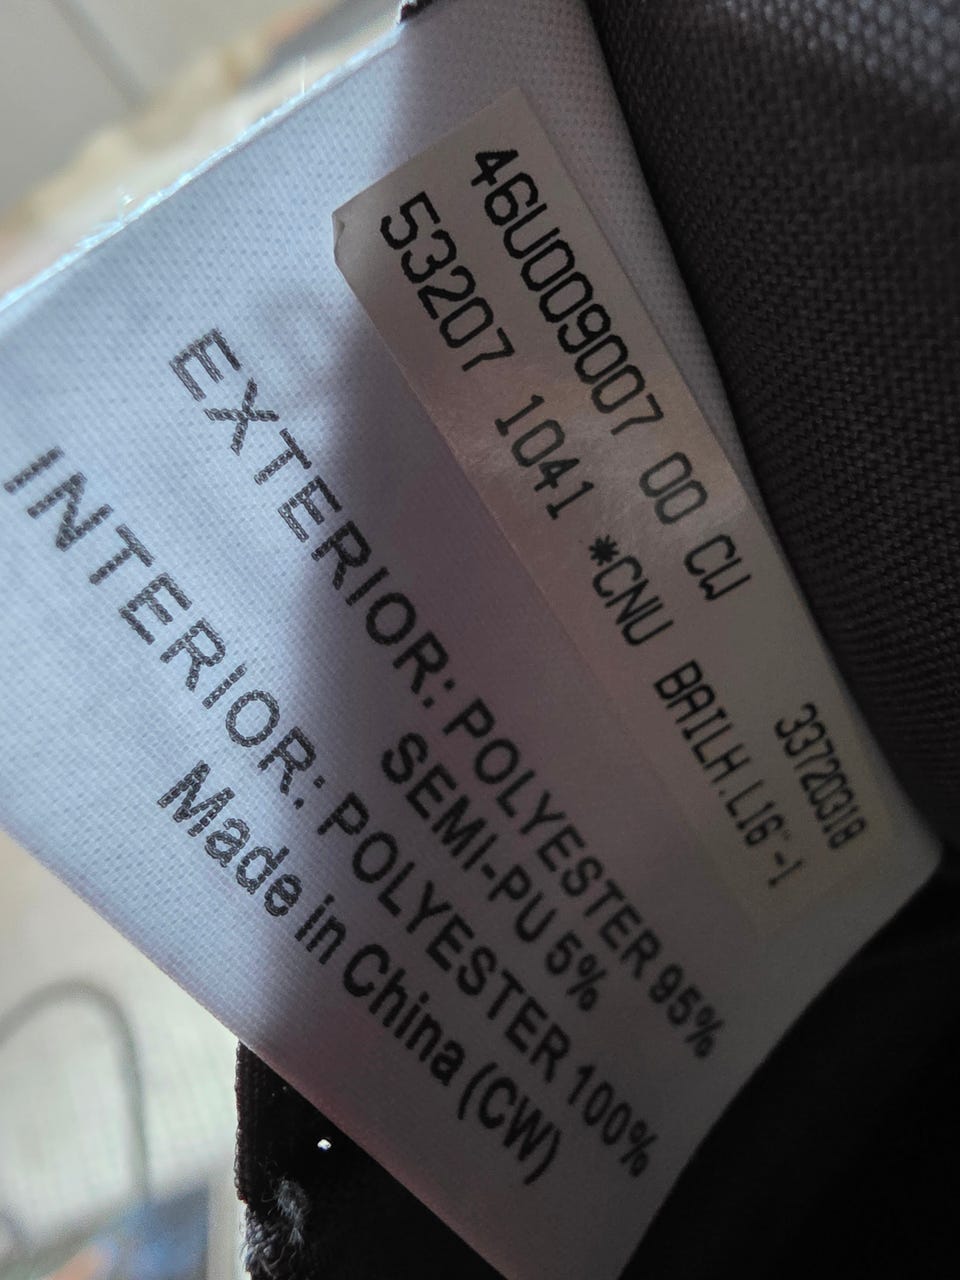 46U009007 00 CW 33720318
53207 1041 *CNU BAILH.L16"-1
EXTERIOR: POLYESTER 95%
SEMI-PU 5%
INTERIOR: POLYESTER 100%
Made in China (CW)